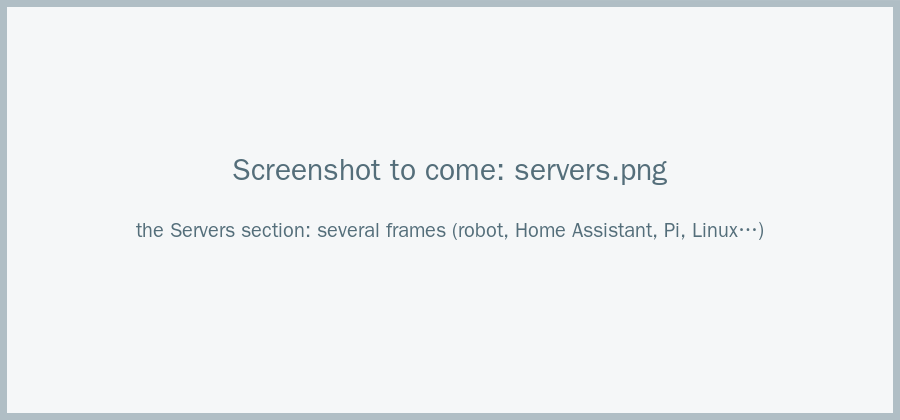 Screenshot to come: servers.png
the Servers section: several frames (robot, Home Assistant, Pi, Linux⋯)